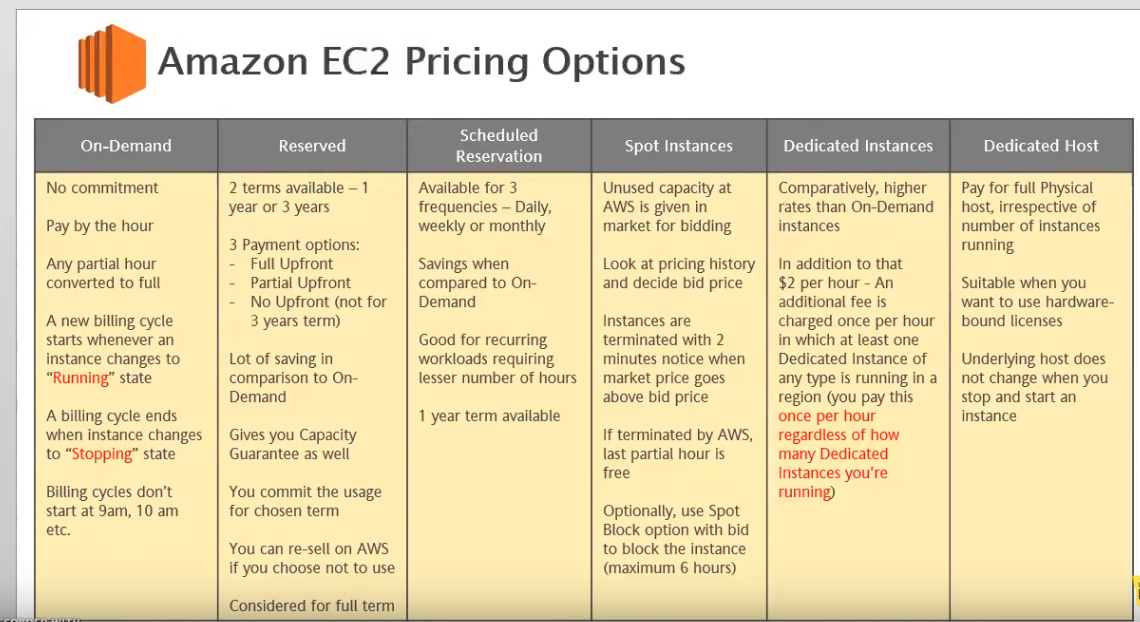 Amazon EC2 Pricing Options
On-Demand
No commitment
Pay by the hour
Any partial hour
converted to full
A new billing cycle
starts whenever an
instance changes to
“Running” state
A billing cycle ends
when instance changes
to “Stopping” state
Billing cycles don’t
start at 9am, 10 am
etc.
Reserved
2 terms available – 1
year or 3 years
3 Payment options:
- Full Upfront
- Partial Upfront
- No Upfront (not for
3 years term)
Lot of saving in
comparison to On-
Demand
Gives you Capacity
Guarantee as well
You commit the usage
for chosen term
You can re-sell on AWS
if you choose not to use
Considered for full term
Scheduled
Reservation
Available for 3
frequencies – Daily,
weekly or monthly
Savings when
compared to On-
Demand
Good for recurring
workloads requiring
lesser number of hours
1 year term available
Spot Instances
Unused capacity at
AWS is given in
market for bidding
Look at pricing history
and decide bid price
Instances are
terminated with 2
minutes notice when
market price goes
above bid price
If terminated by AWS,
last partial hour is
free
Optionally, use Spot
Block option with bid
to block the instance
(maximum 6 hours)
Dedicated Instances
Comparatively, higher
rates than On-Demand
instances
In addition to that
$2 per hour - An
additional fee is
charged once per hour
in which at least one
Dedicated Instance of
any type is running in a
region (you pay this
once per hour
regardless of how
many Dedicated
Instances you’re
running)
Dedicated Host
Pay for full Physical
host, irrespective of
number of instances
running
Suitable when you
want to use hardware-
bound licenses
Underlying host does
not change when you
stop and start an
instance